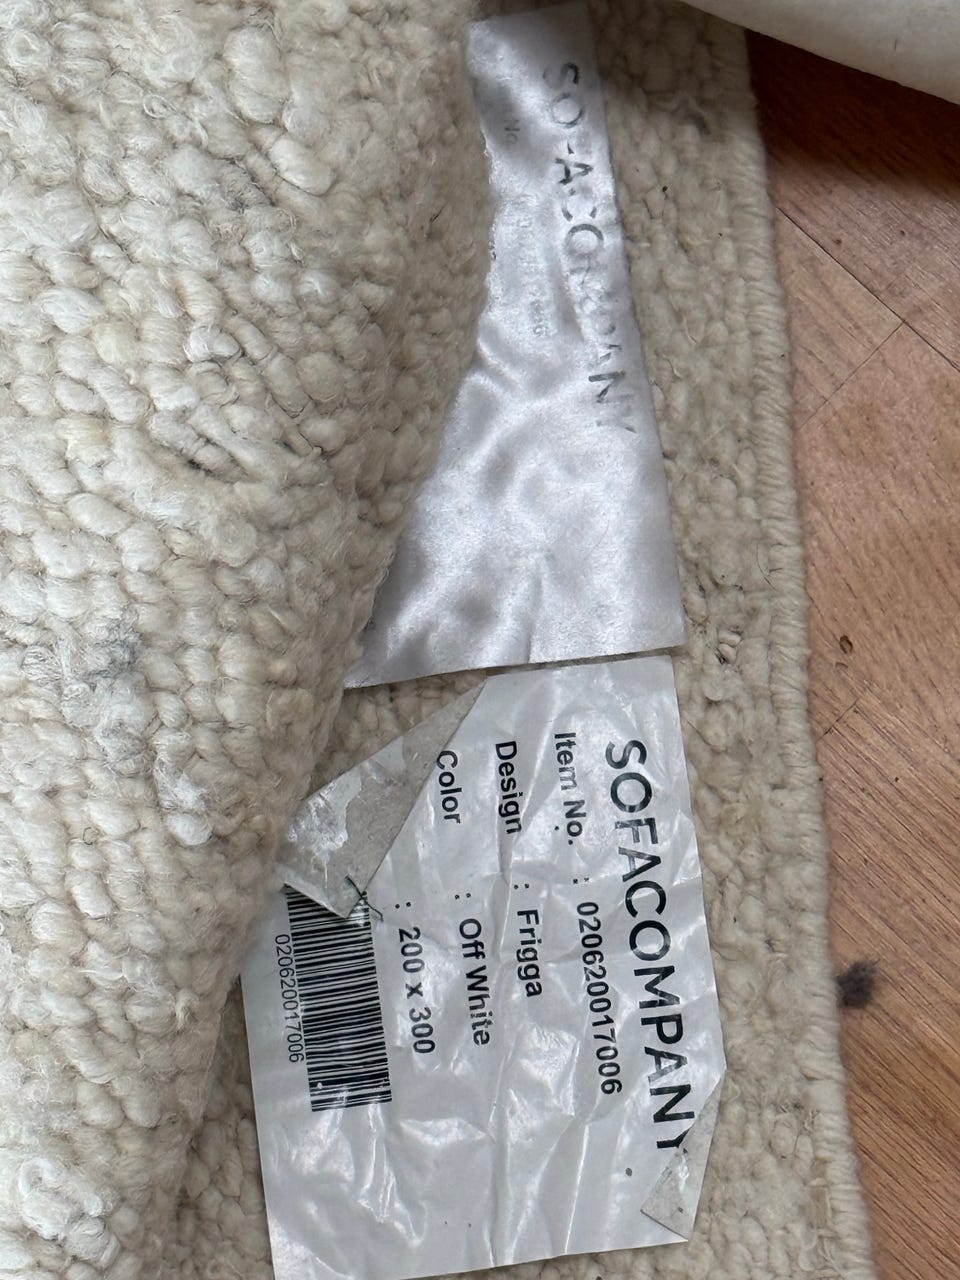 SOFACOMPANY
SOFACOMPANY
Item No. : 020620017006
Design : Frigga
Color : Off White
: 200 x 300
020620017006